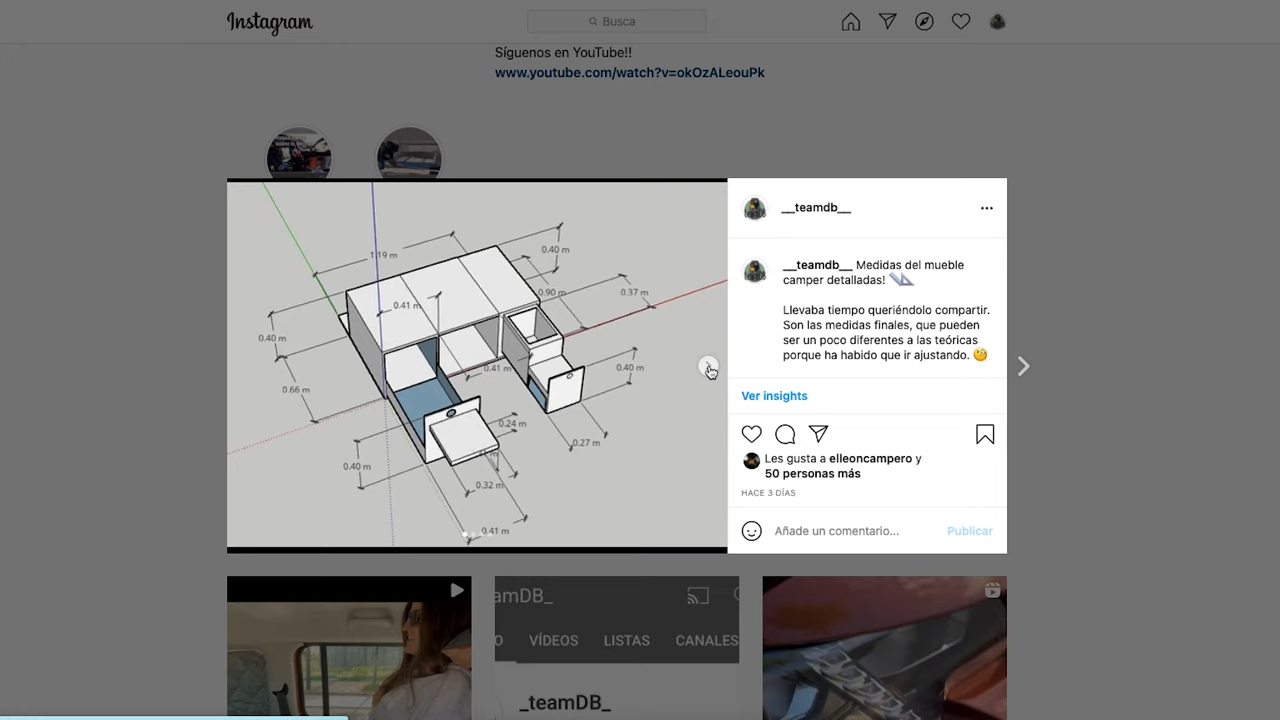 Instagram
Busca
Síguenos en YouTube!!
www.youtube.com/watch?v=okOzALeouPk
__teamdb__
__teamdb__ Medidas del mueble
camper detalladas!
Llevaba tiempo queriéndolo compartir.
Son las medidas finales, que pueden
ser un poco diferentes a las teóricas
porque ha habido que ir ajustando.
Ver insights
Les gusta a elleoncampero y
50 personas más
HACE 3 DÍAS
Añade un comentario... Publicar
1.19 m
0.40 m
0.90 m
0.37 m
0.41 m
0.40 m
0.41 m
0.40 m
0.66 m
0.24 m
0.27 m
0.40 m
0.32 m
0.41 m
amDB_
O VÍDEOS LISTAS CANALES
_teamDB_